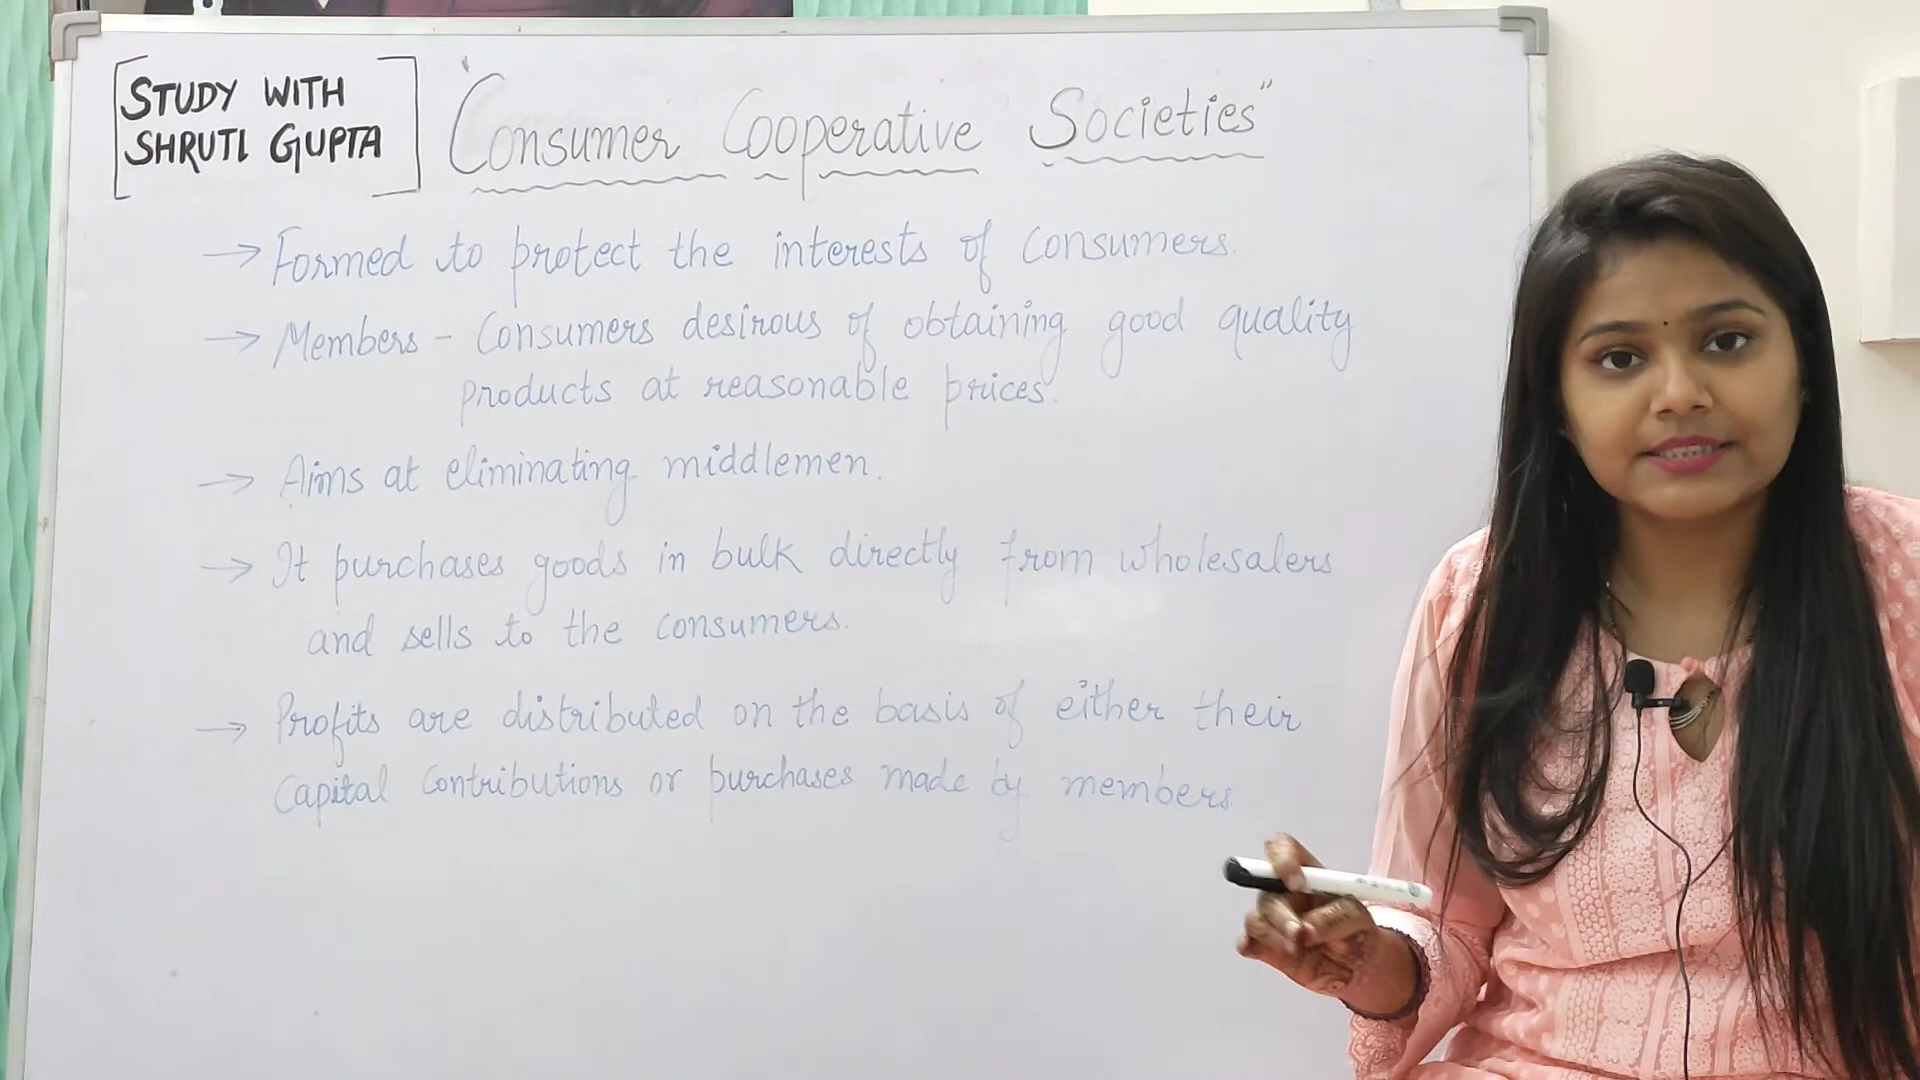 STUDY WITH
SHRUTI GUPTA
"Consumer Cooperative Societies"
→ Formed to protect the interests of consumers.
→ Members - Consumers desirous of obtaining good quality
products at reasonable prices.
→ Aims at eliminating middlemen.
→ It purchases goods in bulk directly from wholesalers
and sells to the consumers.
→ Profits are distributed on the basis of either their
Capital Contributions or purchases made by members.